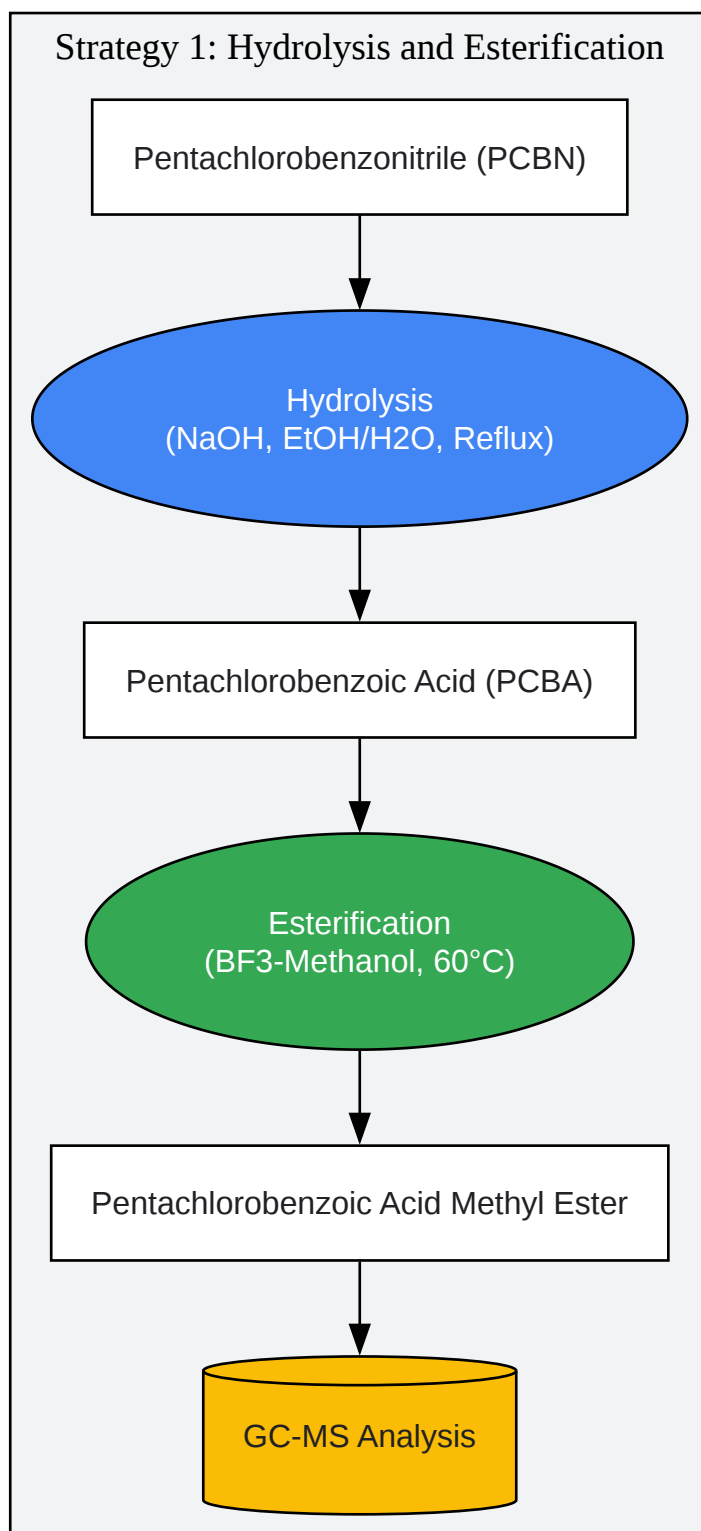 Strategy 1: Hydrolysis and Esterification
Pentachlorobenzonitrile (PCBN)
Hydrolysis
(NaOH, EtOH/H2O, Reflux)
Pentachlorobenzoic Acid (PCBA)
Esterification
(BF3-Methanol, 60°C)
Pentachlorobenzoic Acid Methyl Ester
GC-MS Analysis